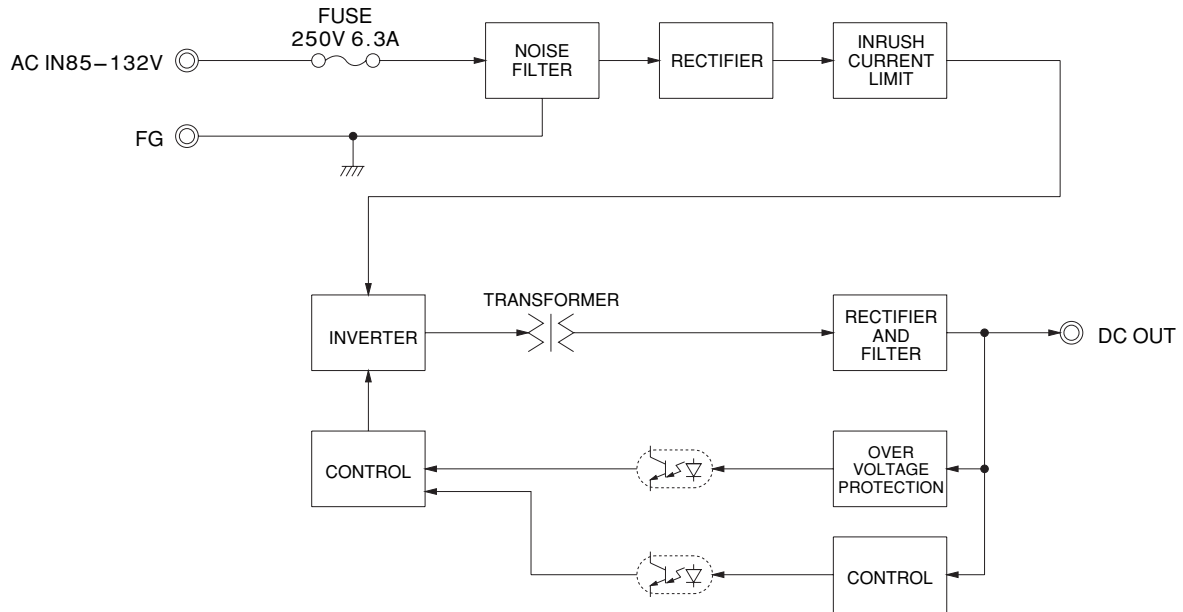 FUSE
250V 6.3A
AC IN85–132V
NOISE
FILTER
RECTIFIER
INRUSH
CURRENT
LIMIT
FG
TRANSFORMER
INVERTER
RECTIFIER
AND
FILTER
DC OUT
CONTROL
OVER
VOLTAGE
PROTECTION
CONTROL